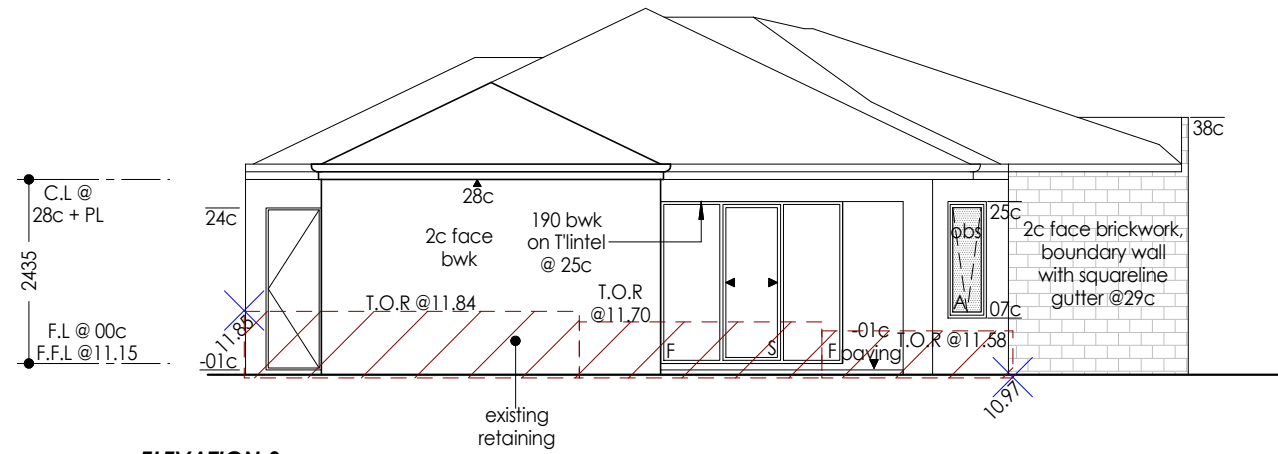 38c
C.L @
28c + PL
28c
24c
190 bwk
on T'lintel
@ 25c
25c
2c face
bwk
obs
2c face brickwork,
boundary wall
with squareline
gutter @29c
2435
T.O.R @11.84
T.O.R
@11.70
A
07c
11.85
F.L @ 00c
F.F.L @11.15
-01c
T.O.R @11.58
F
S
F
paving
-01c
10.97
existing
retaining